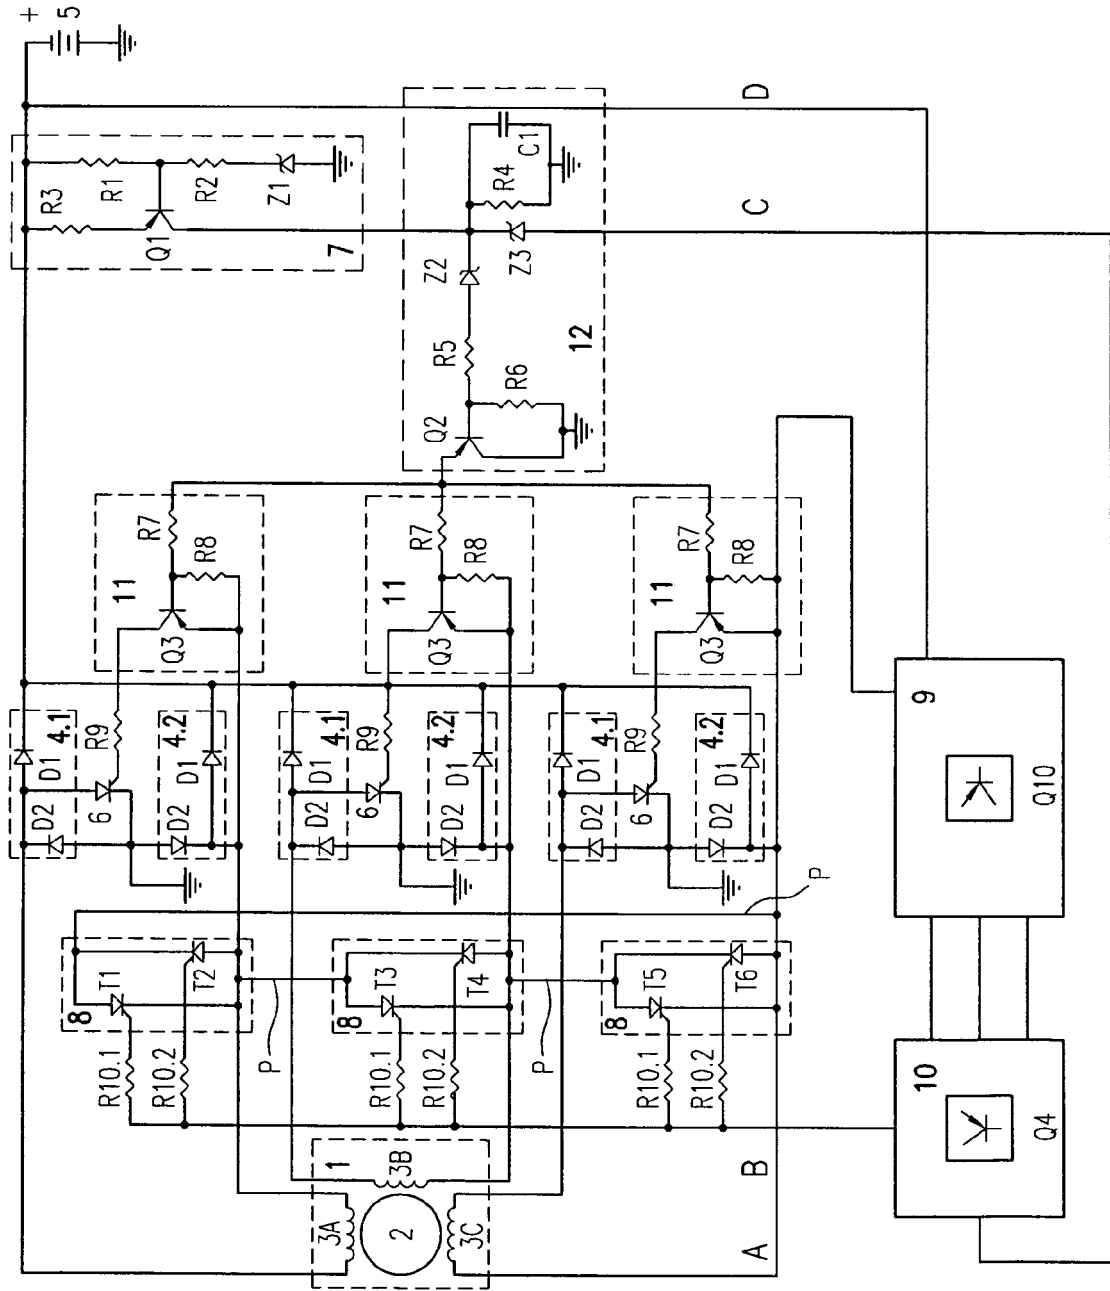 +
5
R3
R1
R2
Z1
Q1
7
D
C1
R4
C
Z2
Z3
R5
12
R6
Q2
11
R7
R8
Q3
11
R7
R8
Q3
11
R7
R8
Q3
4.1
D1
R9
D2
6
4.2
D1
D2
4.1
D1
R9
D2
6
4.2
D1
D2
4.1
D1
R9
D2
6
4.2
D1
D2
9
Q10
P
8
T1
T2
P
8
T3
T4
P
8
T5
T6
R10.1
R10.2
R10.1
R10.2
R10.1
R10.2
10
Q4
1
3B
3A
2
3C
B
A